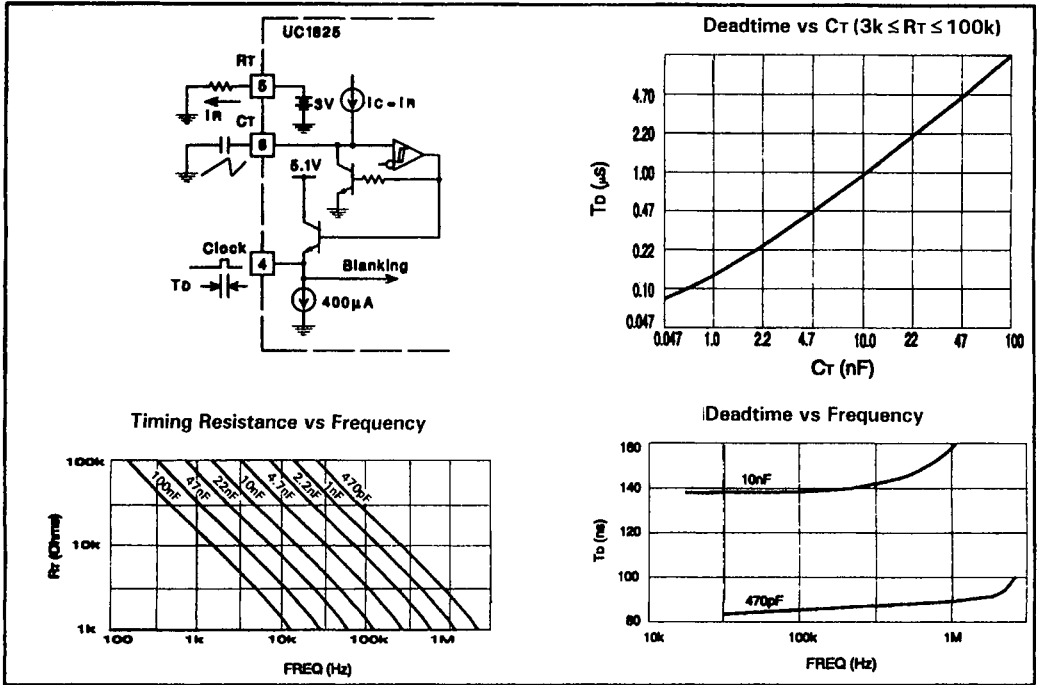 UC1825
RT
5
IR
3V
IC = IR
CT
6
5.1V
Clock
4
TD
Blanking
400μA
Deadtime vs CT (3k ≤ RT ≤ 100k)
4.70
2.20
1.00
0.47
0.22
0.10
0.047
TD (μS)
0.047 1.0 2.2 4.7 10.0 22 47 100
CT (nF)
Timing Resistance vs Frequency
100k
10k
1k
RT (Ohms)
100nF 47nF 22nF 10nF 4.7nF 2.2nF 1nF 470pF
100 1k 10k 100k 1M
FREQ (Hz)
Deadtime vs Frequency
160
140
120
100
80
TD (ns)
10nF
470pF
10k 100k 1M
FREQ (Hz)